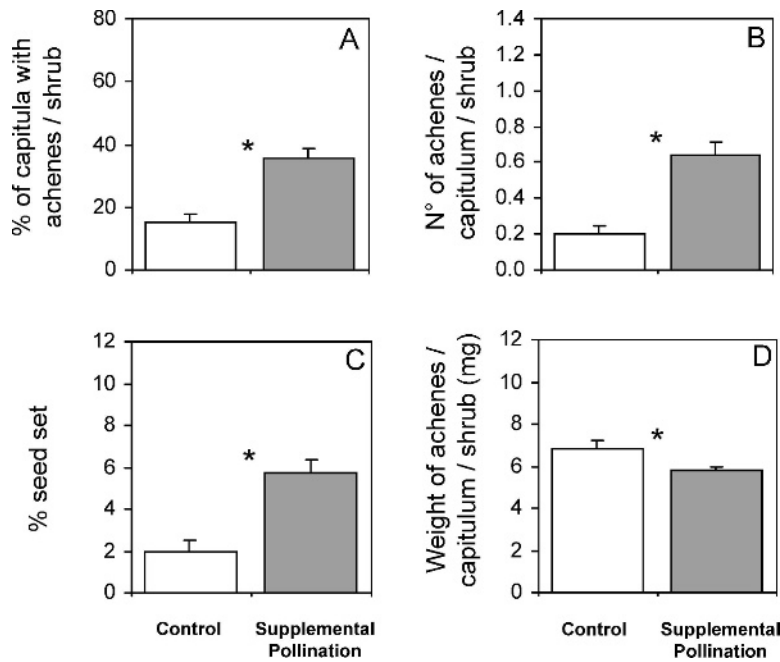 A
% of capitula with
achenes / shrub
80
60
40
20
0
*
B
N° of achenes /
capitulum / shrub
1.4
1.2
1.0
0.8
0.6
0.4
0.2
0.0
*
C
% seed set
12
10
8
6
4
2
0
*
Control
Supplemental
Pollination
D
Weight of achenes /
capitulum / shrub (mg)
12
10
8
6
4
2
0
*
Control
Supplemental
Pollination